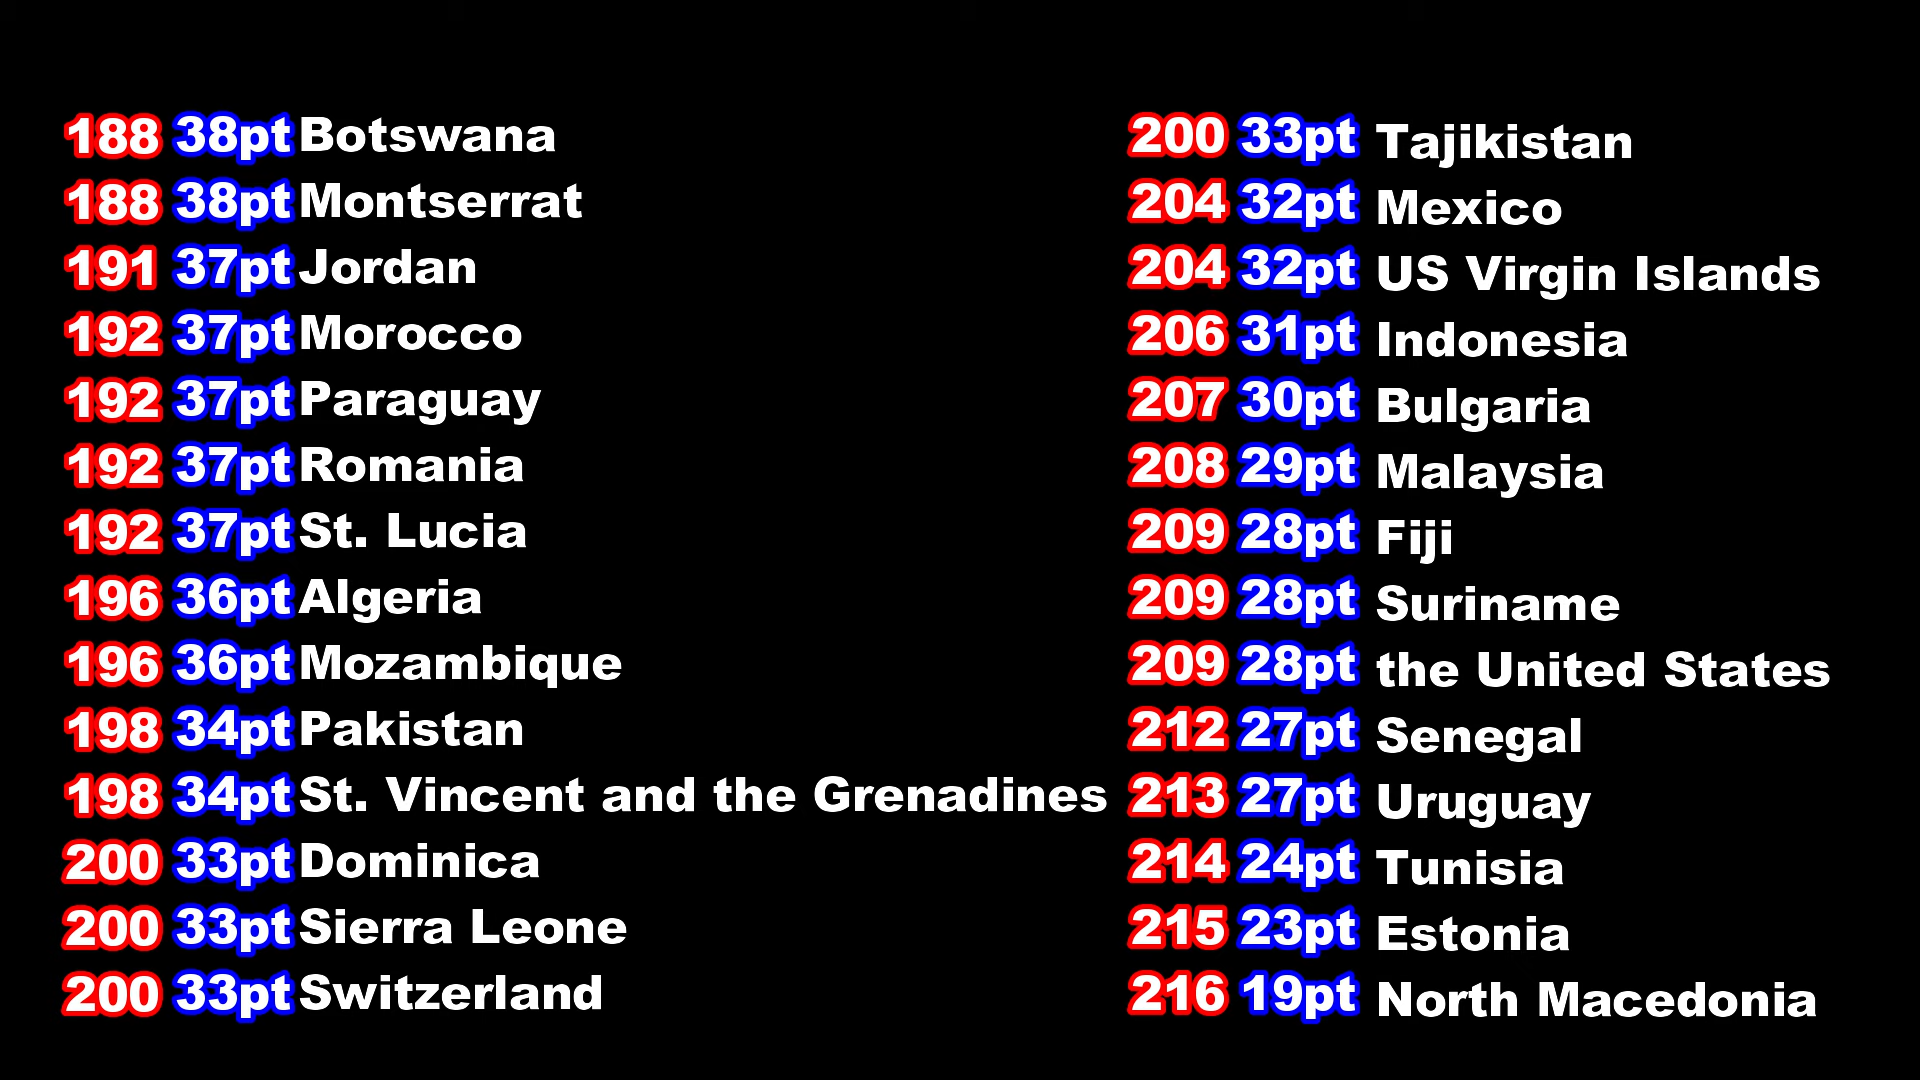 188 38pt Botswana
188 38pt Montserrat
191 37pt Jordan
192 37pt Morocco
192 37pt Paraguay
192 37pt Romania
192 37pt St. Lucia
196 36pt Algeria
196 36pt Mozambique
198 34pt Pakistan
198 34pt St. Vincent and the Grenadines
200 33pt Dominica
200 33pt Sierra Leone
200 33pt Switzerland
200 33pt Tajikistan
204 32pt Mexico
204 32pt US Virgin Islands
206 31pt Indonesia
207 30pt Bulgaria
208 29pt Malaysia
209 28pt Fiji
209 28pt Suriname
209 28pt the United States
212 27pt Senegal
213 27pt Uruguay
214 24pt Tunisia
215 23pt Estonia
216 19pt North Macedonia